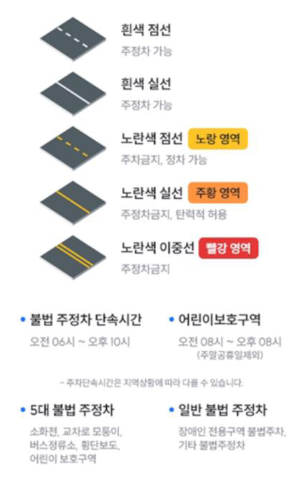 흰색 점선
주정차 가능
흰색 실선
주정차 가능
노란색 점선 노랑 영역
주차금지, 정차 가능
노란색 실선 주황 영역
주정차금지, 탄력적 허용
노란색 이중선 빨강 영역
주정차금지
• 불법 주정차 단속시간
오전 06시 ~ 오후 10시
• 어린이보호구역
오전 08시 ~ 오후 08시
(주말공휴일제외)
- 주차단속시간은 지역상황에 따라 다를 수 있습니다.
• 5대 불법 주정차
소화전, 교차로 모퉁이,
버스정류소, 횡단보도,
어린이 보호구역
• 일반 불법 주정차
장애인 전용구역 불법주차,
기타 불법주정차